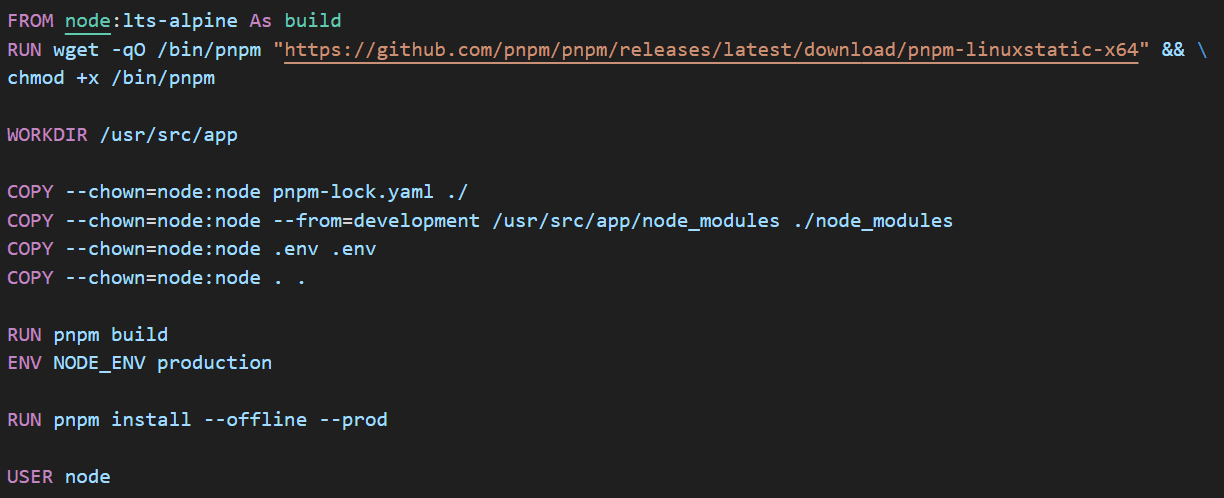 FROM node:lts-alpine As build
RUN wget -qO /bin/pnpm "https://github.com/pnpm/pnpm/releases/latest/download/pnpm-linuxstatic-x64" && \
chmod +x /bin/pnpm
WORKDIR /usr/src/app
COPY --chown=node:node pnpm-lock.yaml ./
COPY --chown=node:node --from=development /usr/src/app/node_modules ./node_modules
COPY --chown=node:node .env .env
COPY --chown=node:node . .
RUN pnpm build
ENV NODE_ENV production
RUN pnpm install --offline --prod
USER node